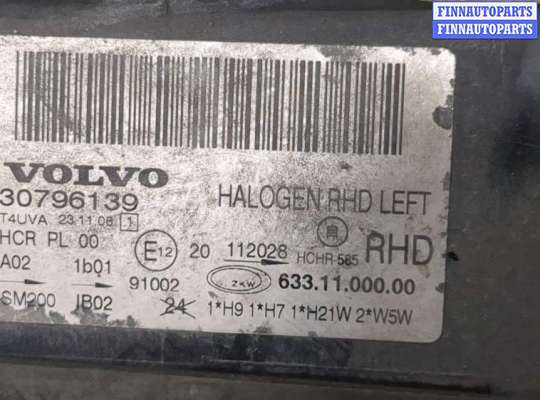 FINNAUTOPARTS
FINNAUTOPARTS
VOLVO
30796139
HALOGEN RHD LEFT
T4UVA 23.11.08 1
HCR PL 00
E12 20 112028 HCHR-585 RHD
A02 1b01 91002 ZKW 633.11.000.00
SM200 IB02 24 1*H9 1*H7 1*H21W 2*W5W